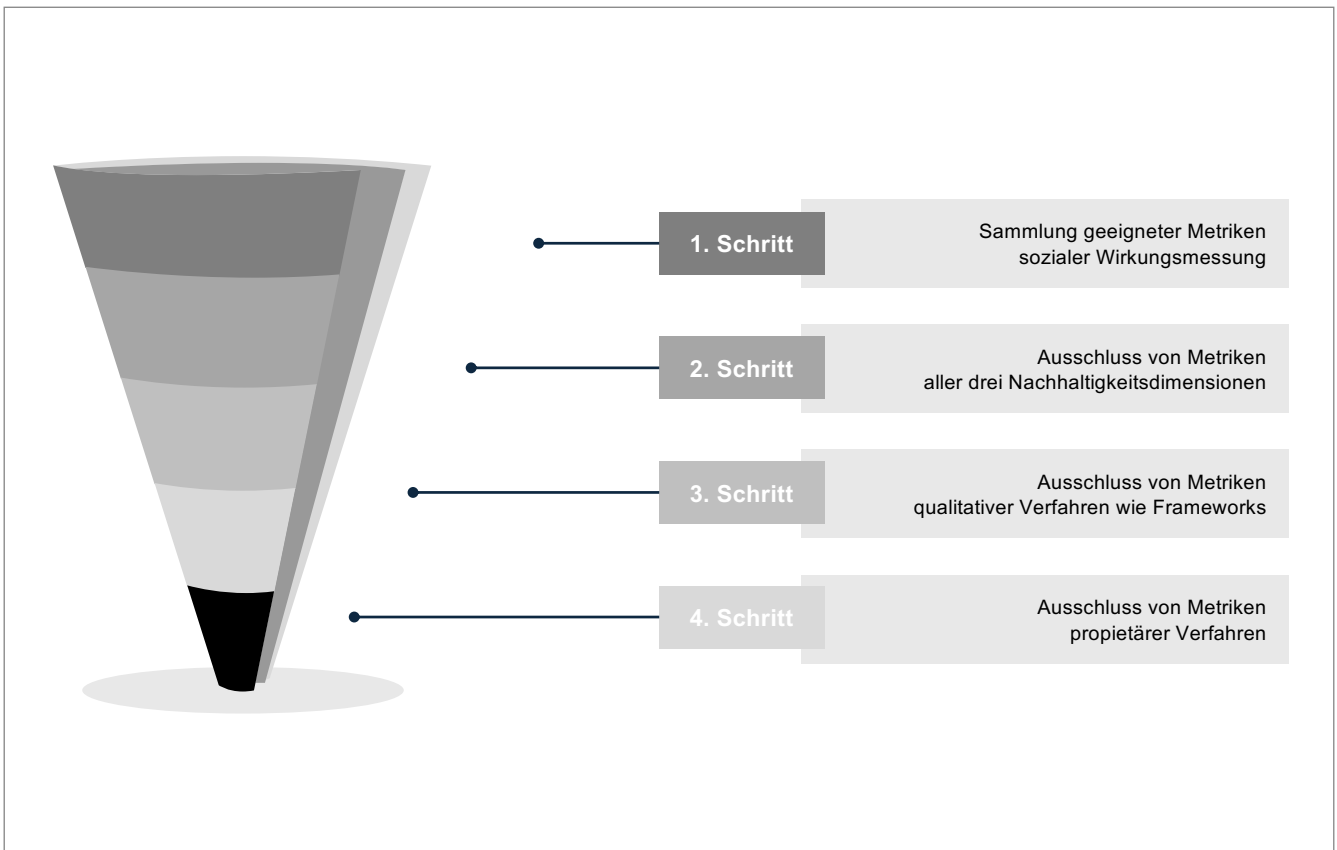 1. Schritt
Sammlung geeigneter Metriken
sozialer Wirkungsmessung
2. Schritt
Ausschluss von Metriken
aller drei Nachhaltigkeitsdimensionen
3. Schritt
Ausschluss von Metriken
qualitativer Verfahren wie Frameworks
4. Schritt
Ausschluss von Metriken
propietärer Verfahren